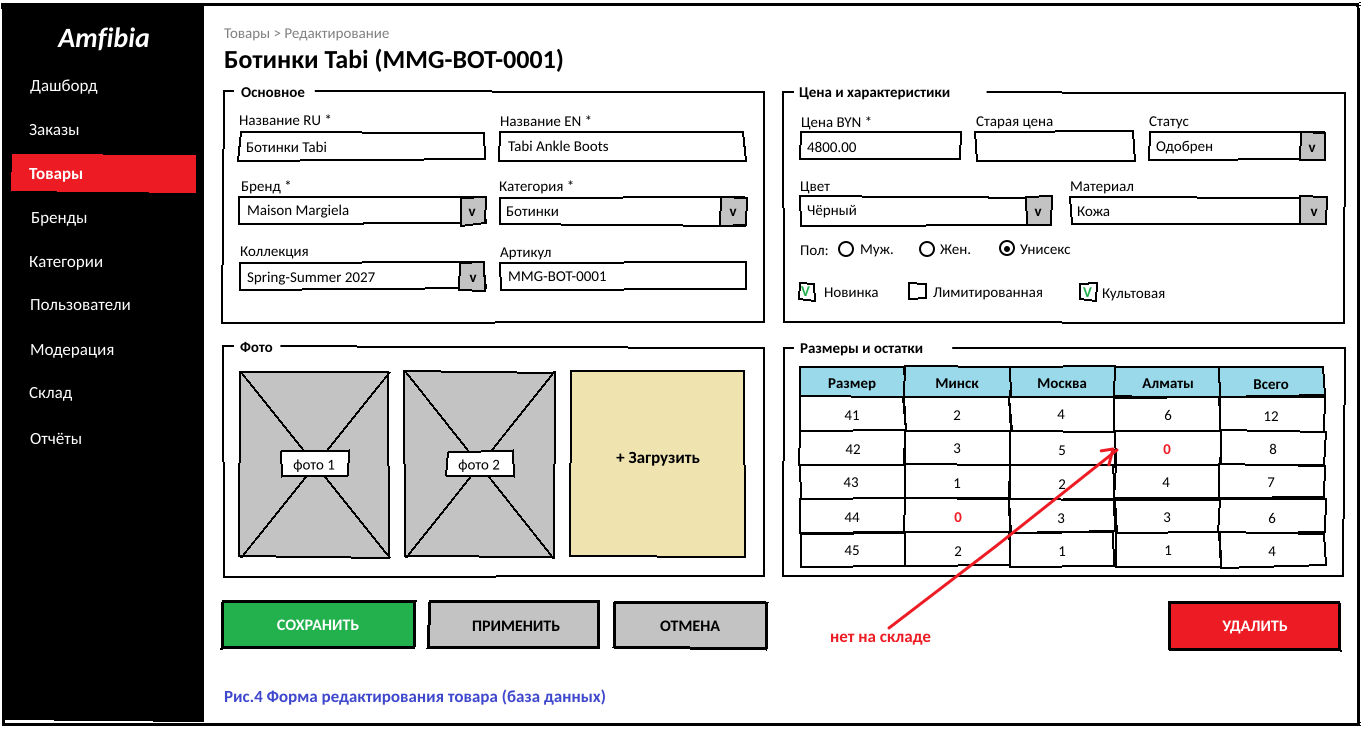 Amfibia
Дашборд
Заказы
Товары
Бренды
Категории
Пользователи
Модерация
Склад
Отчёты
Товары > Редактирование
Ботинки Tabi (MMG-BOT-0001)
Основное
Название RU *
Название EN *
Ботинки Tabi
Tabi Ankle Boots
Бренд *
Категория *
Maison Margiela v
Ботинки v
Коллекция
Артикул
Spring-Summer 2027 v
MMG-BOT-0001
Цена и характеристики
Цена BYN *
Старая цена
Статус
4800.00
Одобрен v
Цвет
Материал
Чёрный v
Кожа v
Пол: Муж. Жен. Унисекс
V Новинка Лимитированная V Культовая
Фото
фото 1
фото 2
+ Загрузить
Размеры и остатки
Размер Минск Москва Алматы Всего
41 2 4 6 12
42 3 5 0 8
43 1 2 4 7
44 0 3 3 6
45 2 1 1 4
СОХРАНИТЬ
ПРИМЕНИТЬ
ОТМЕНА
нет на складе
УДАЛИТЬ
Рис.4 Форма редактирования товара (база данных)